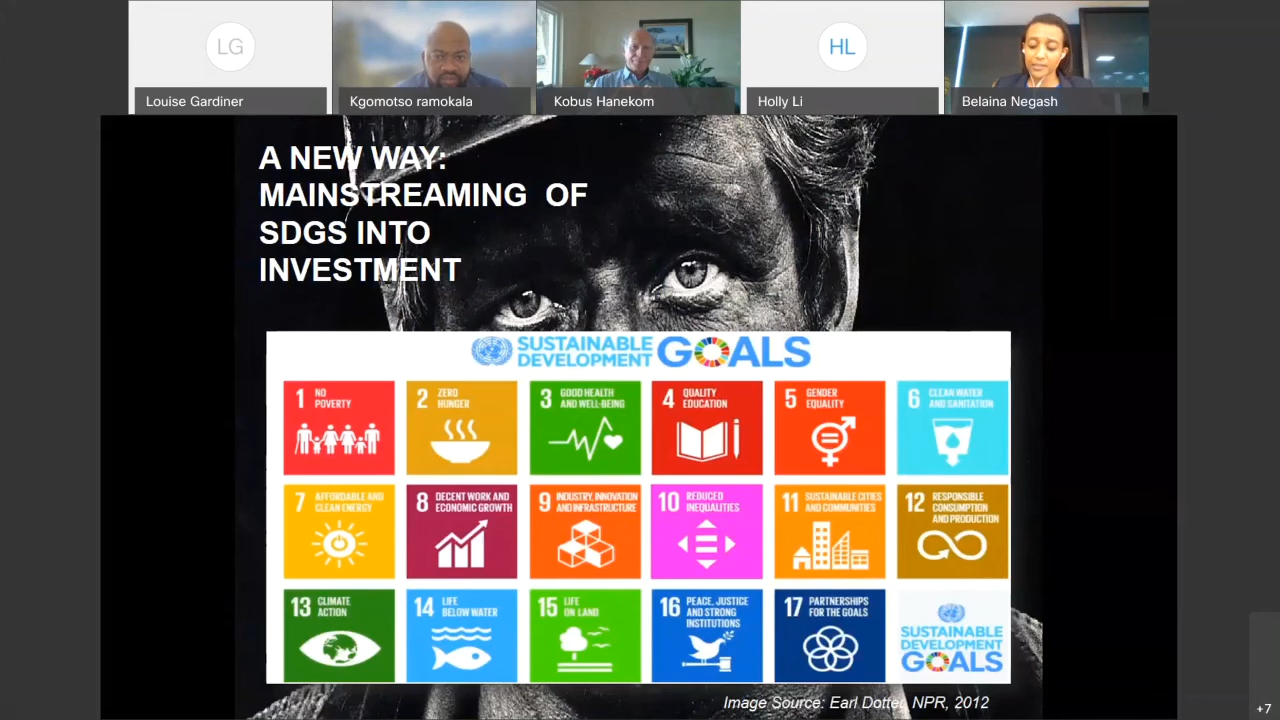 LG
Louise Gardiner
Kgomotso ramokala
Kobus Hanekom
HL
Holly Li
Belaina Negash
A NEW WAY:
MAINSTREAMING OF
SDGS INTO
INVESTMENT
SUSTAINABLE
DEVELOPMENT
GOALS
1 NO
POVERTY
2 ZERO
HUNGER
3 GOOD HEALTH
AND WELL-BEING
4 QUALITY
EDUCATION
5 GENDER
EQUALITY
6 CLEAN WATER
AND SANITATION
7 AFFORDABLE AND
CLEAN ENERGY
8 DECENT WORK AND
ECONOMIC GROWTH
9 INDUSTRY, INNOVATION
AND INFRASTRUCTURE
10 REDUCED
INEQUALITIES
11 SUSTAINABLE CITIES
AND COMMUNITIES
12 RESPONSIBLE
CONSUMPTION
AND PRODUCTION
13 CLIMATE
ACTION
14 LIFE
BELOW WATER
15 LIFE
ON LAND
16 PEACE, JUSTICE
AND STRONG
INSTITUTIONS
17 PARTNERSHIPS
FOR THE GOALS
SUSTAINABLE
DEVELOPMENT
GOALS
Image Source: Earl Dotter, NPR, 2012
+7